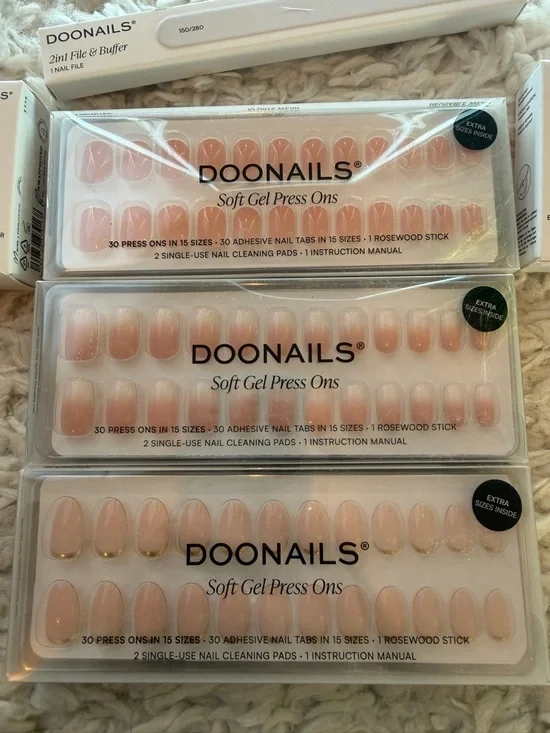 DOONAILS®
150/280
2in1 File & Buffer
1 NAIL FILE
EXTRA
SIZES INSIDE
DOONAILS®
Soft Gel Press Ons
30 PRESS ONS IN 15 SIZES • 30 ADHESIVE NAIL TABS IN 15 SIZES • 1 ROSEWOOD STICK
2 SINGLE-USE NAIL CLEANING PADS • 1 INSTRUCTION MANUAL
EXTRA
SIZES INSIDE
DOONAILS®
Soft Gel Press Ons
30 PRESS ONS IN 15 SIZES • 30 ADHESIVE NAIL TABS IN 15 SIZES • 1 ROSEWOOD STICK
2 SINGLE-USE NAIL CLEANING PADS • 1 INSTRUCTION MANUAL
EXTRA
SIZES INSIDE
DOONAILS®
Soft Gel Press Ons
30 PRESS ONS IN 15 SIZES • 30 ADHESIVE NAIL TABS IN 15 SIZES • 1 ROSEWOOD STICK
2 SINGLE-USE NAIL CLEANING PADS • 1 INSTRUCTION MANUAL